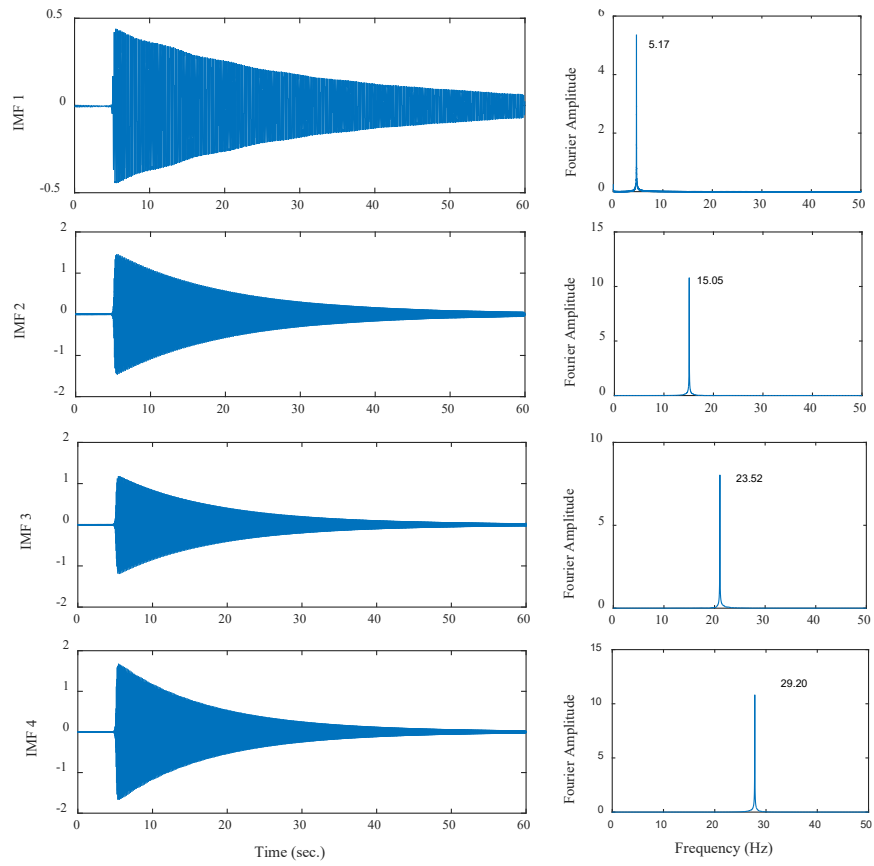 0.5
0
-0.5
IMF 1
0 10 20 30 40 50 60
6
4
2
0
Fourier Amplitude
5.17
0 10 20 30 40 50
2
1
0
-1
-2
IMF 2
0 10 20 30 40 50 60
15
10
5
0
Fourier Amplitude
15.05
0 10 20 30 40 50
2
1
0
-1
-2
IMF 3
0 10 20 30 40 50 60
10
5
0
Fourier Amplitude
23.52
0 10 20 30 40 50
2
1
0
-1
-2
IMF 4
0 10 20 30 40 50 60
Time (sec.)
15
10
5
0
Fourier Amplitude
29.20
0 10 20 30 40 50
Frequency (Hz)